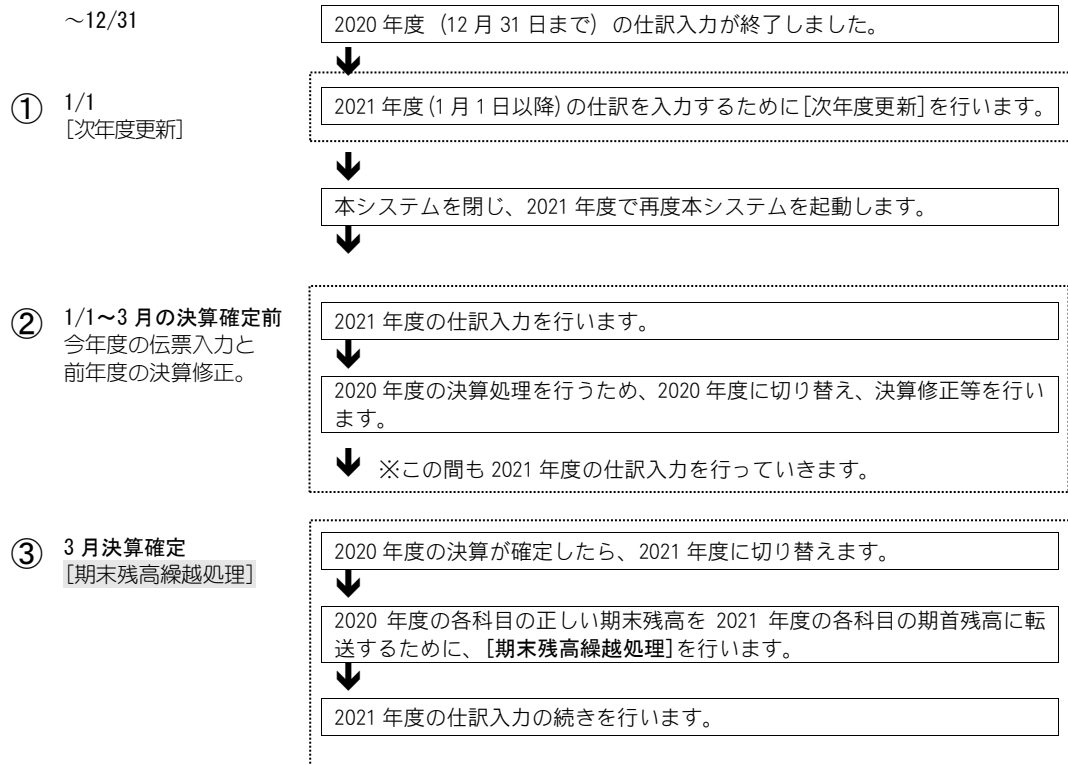 ～12/31
2020 年度 (12 月 31 日まで) の仕訳入力が終了しました。
① 1/1
[次年度更新]
2021 年度(1 月 1 日以降)の仕訳を入力するために[次年度更新]を行います。
本システムを閉じ、2021 年度で再度本システムを起動します。
② 1/1～3 月の決算確定前
今年度の伝票入力と
前年度の決算修正。
2021 年度の仕訳入力を行います。
2020 年度の決算処理を行うため、2020 年度に切り替え、決算修正等を行い
ます。
※この間も 2021 年度の仕訳入力を行っていきます。
③ 3 月決算確定
[期末残高繰越処理]
2020 年度の決算が確定したら、2021 年度に切り替えます。
2020 年度の各科目の正しい期末残高を 2021 年度の各科目の期首残高に転
送するために、[期末残高繰越処理]を行います。
2021 年度の仕訳入力の続きを行います。